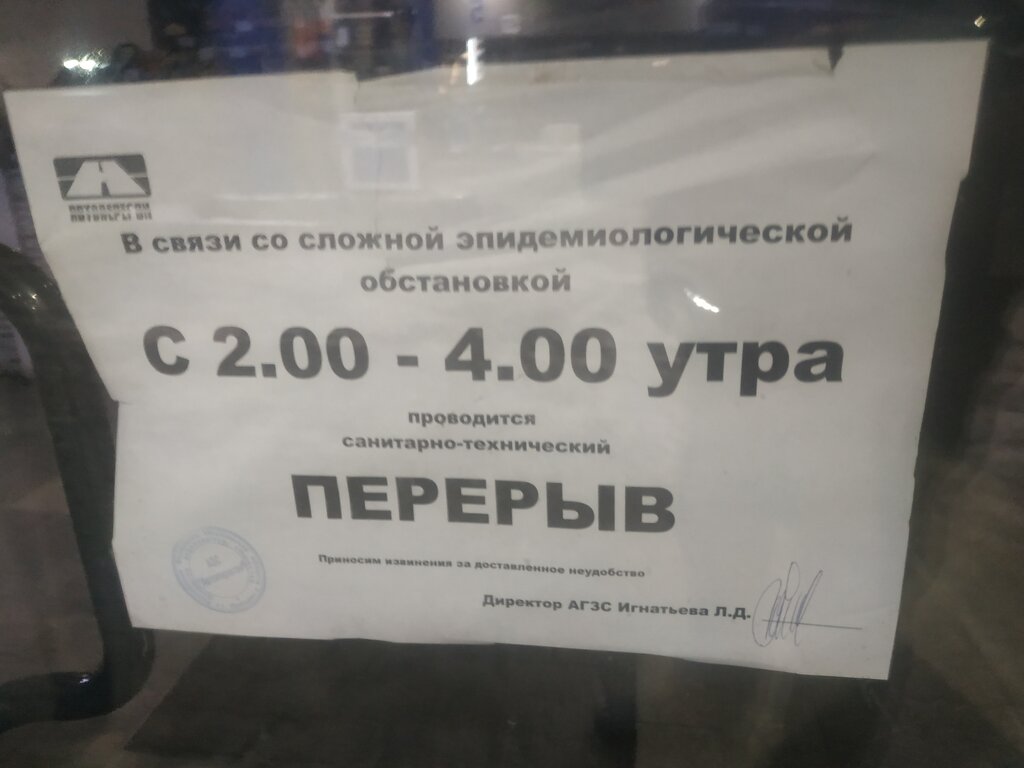 В связи со сложной эпидемиологической
обстановкой
С 2.00 - 4.00 утра
проводится
санитарно-технический
ПЕРЕРЫВ
Приносим извинения за доставленное неудобство
Директор АГЗС Игнатьева Л.Д.